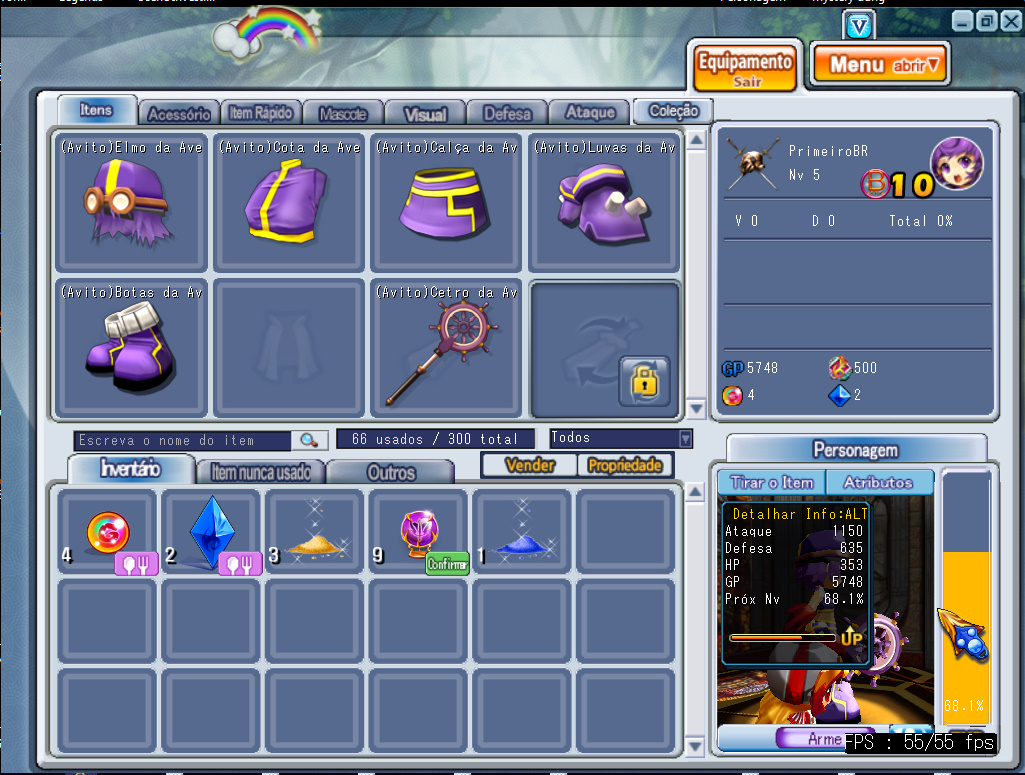 Equipamento
Sair
Menu abrir
Itens
Acessório
Item Rápido
Mascote
Visual
Defesa
Ataque
Coleção
(Avito)Elmo da Ave
(Avito)Cota da Ave
(Avito)Calça da Av
(Avito)Luvas da Av
PrimeiroBR
Nv 5
B 10
V 0
D 0
Total 0%
(Avito)Botas da Av
(Avito)Cetro da Av
GP 5748
500
4
2
Escreva o nome do item
66 usados / 300 total
Todos
Inventário
Item nunca usado
Outros
Vender
Propriedade
Personagem
Tirar o Item
Atributos
4
2
3
9
Confirmar
1
Detalhar Info:ALT
Ataque 1150
Defesa 635
HP 353
GP 5748
Próx Nv 68.1%
UP
68.1%
Arme
FPS : 55/55 fps